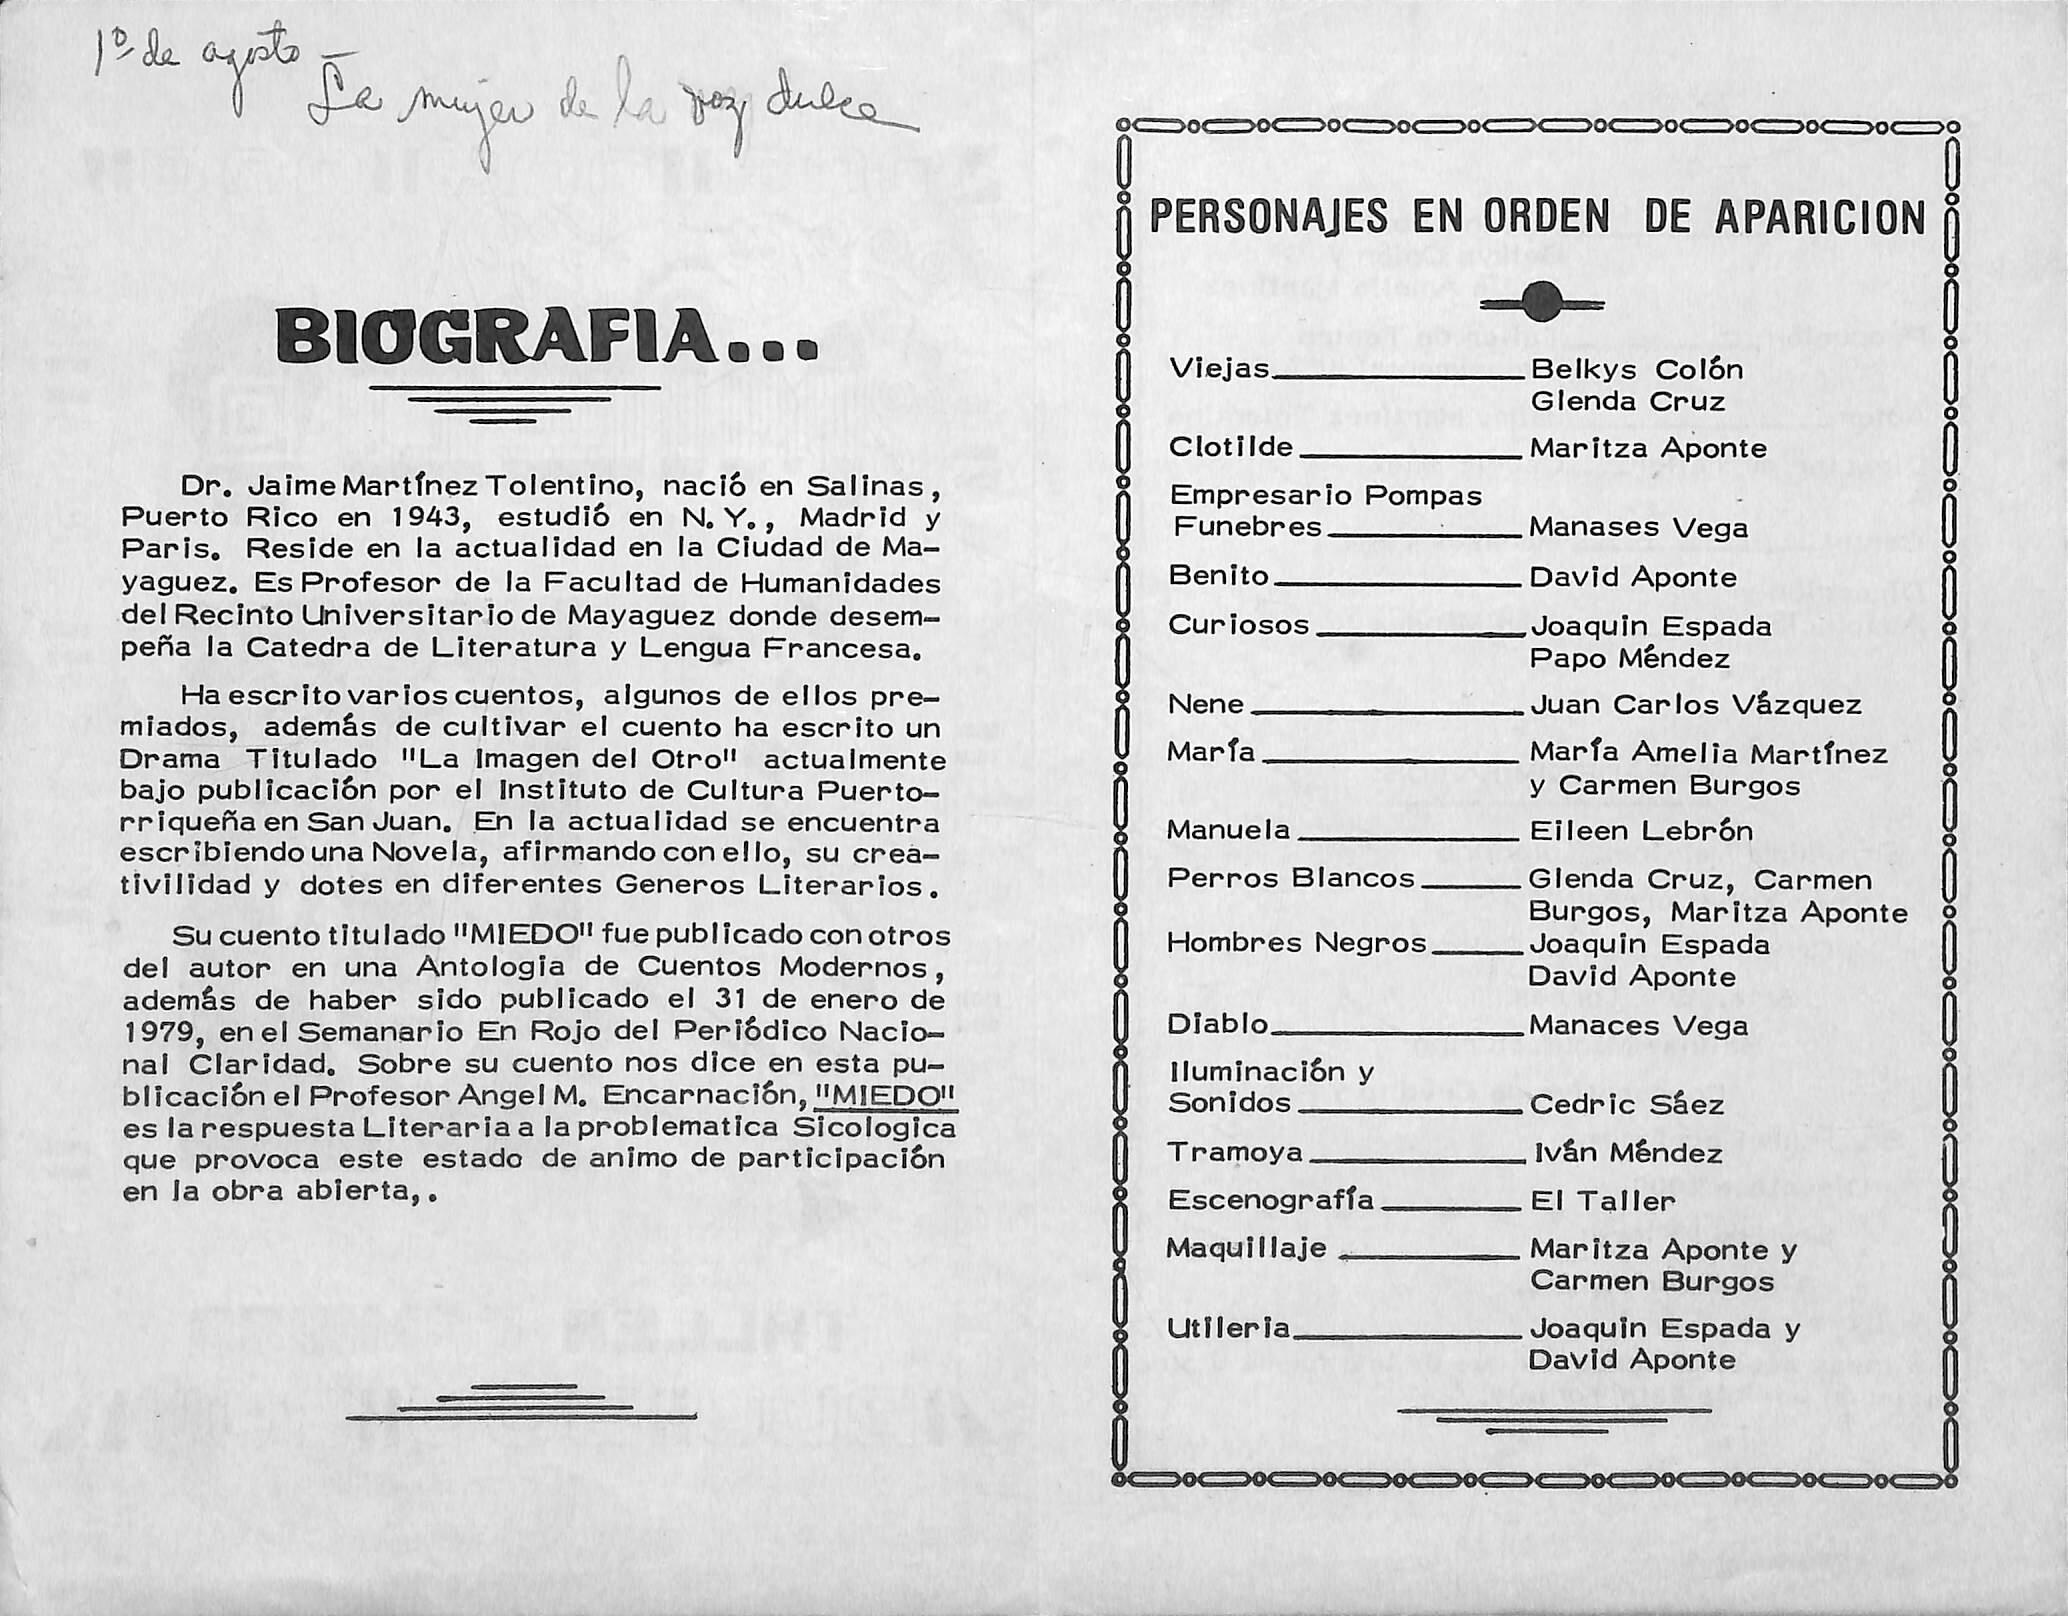 1º de agosto –
La mujer de la voz dulce
BIOGRAFIA...
Dr. Jaime Martínez Tolentino, nació en Salinas,
Puerto Rico en 1943, estudió en N.Y., Madrid y
Paris. Reside en la actualidad en la Ciudad de Ma-
yaguez. Es Profesor de la Facultad de Humanidades
del Recinto Universitario de Mayaguez donde desem-
peña la Catedra de Literatura y Lengua Francesa.
Ha escrito varios cuentos, algunos de ellos pre-
miados, además de cultivar el cuento ha escrito un
Drama Titulado "La Imagen del Otro" actualmente
bajo publicación por el Instituto de Cultura Puerto-
rriqueña en San Juan. En la actualidad se encuentra
escribiendo una Novela, afirmando con ello, su crea-
tivilidad y dotes en diferentes Generos Literarios.
Su cuento titulado "MIEDO" fue publicado con otros
del autor en una Antologia de Cuentos Modernos,
además de haber sido publicado el 31 de enero de
1979, en el Semanario En Rojo del Periódico Nacio-
nal Claridad. Sobre su cuento nos dice en esta pu-
blicación el Profesor Angel M. Encarnación, "MIEDO"
es la respuesta Literaria a la problematica Sicologica
que provoca este estado de animo de participación
en la obra abierta,.
PERSONAJES EN ORDEN DE APARICION
Viejas Belkys Colón
Glenda Cruz
Clotilde Maritza Aponte
Empresario Pompas
Funebres Manases Vega
Benito David Aponte
Curiosos Joaquin Espada
Papo Méndez
Nene Juan Carlos Vázquez
María María Amelia Martínez
y Carmen Burgos
Manuela Eileen Lebrón
Perros Blancos Glenda Cruz, Carmen
Burgos, Maritza Aponte
Hombres Negros Joaquin Espada
David Aponte
Diablo Manaces Vega
Iluminación y
Sonidos Cedric Sáez
Tramoya Iván Méndez
Escenografía El Taller
Maquillaje Maritza Aponte y
Carmen Burgos
Utileria Joaquin Espada y
David Aponte